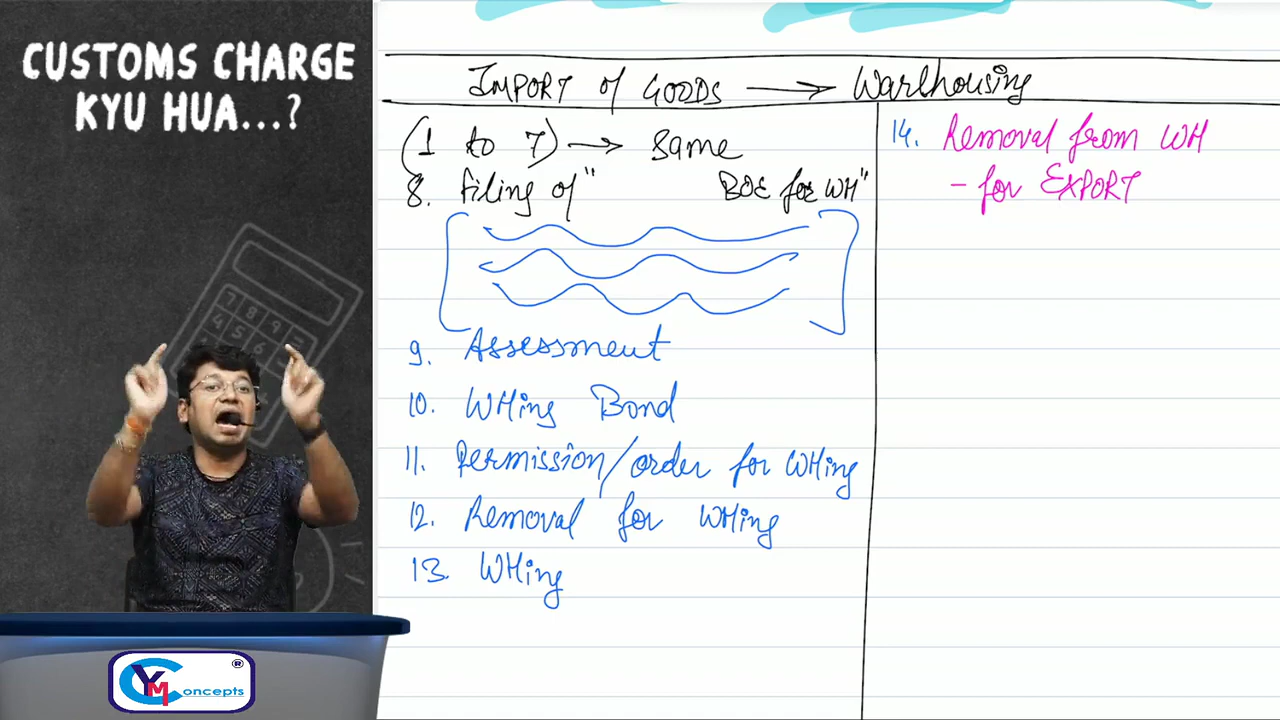 CUSTOMS CHARGE
KYU HUA...?
IMPORT of GOODS → Warehousing
(1 to 7) → Same
8. Filing of " BOE for WH"
9. Assessment
10. WHing Bond
11. Permission/order for WHing
12. Removal for WHing
13. WHing
14. Removal from WH
- for EXPORT
YM Concepts ®